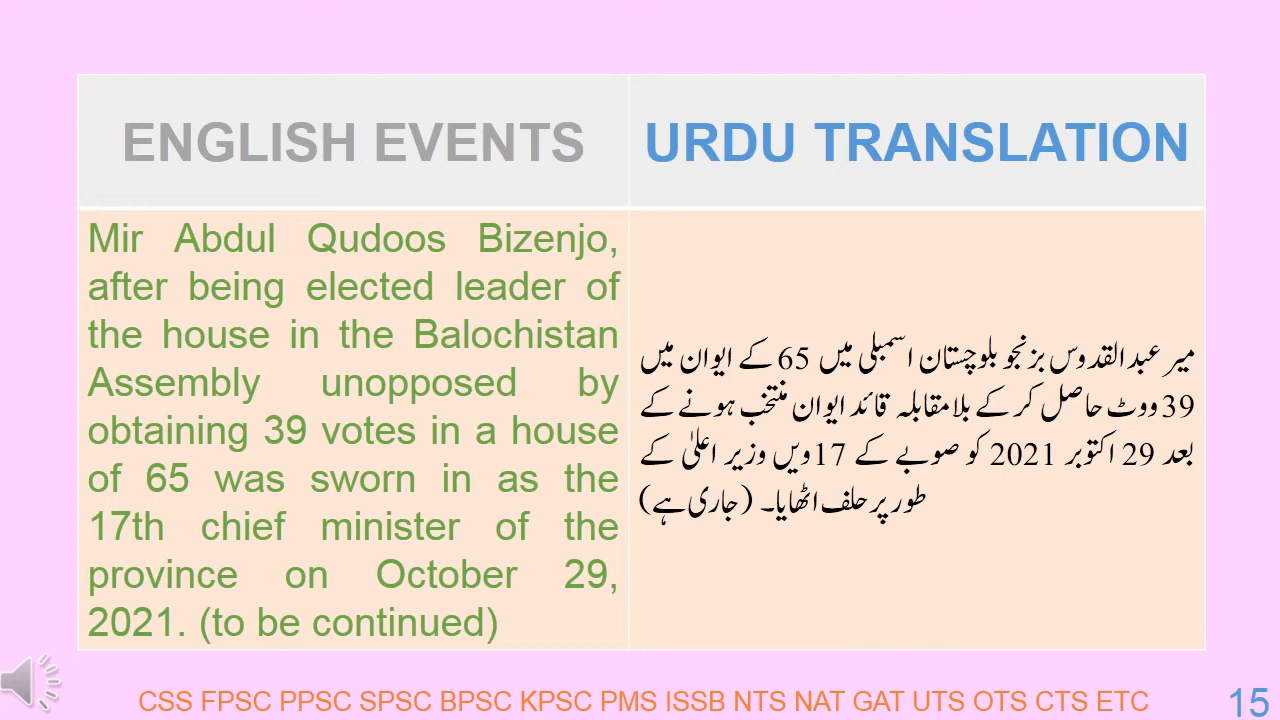 ENGLISH EVENTS
URDU TRANSLATION
Mir Abdul Qudoos Bizenjo,
after being elected leader of
the house in the Balochistan
Assembly unopposed by
obtaining 39 votes in a house
of 65 was sworn in as the
17th chief minister of the
province on October 29,
2021. (to be continued)
میر عبدالقدوس بزنجو بلوچستان اسمبلی میں 65 کے ایوان میں
39 ووٹ حاصل کر کے بلامقابلہ قائد ایوان منتخب ہونے کے
بعد 29 اکتوبر 2021 کو صوبے کے 17ویں وزیر اعلیٰ کے
طور پر حلف اٹھایا۔ (جاری ہے)
CSS FPSC PPSC SPSC BPSC KPSC PMS ISSB NTS NAT GAT UTS OTS CTS ETC
15